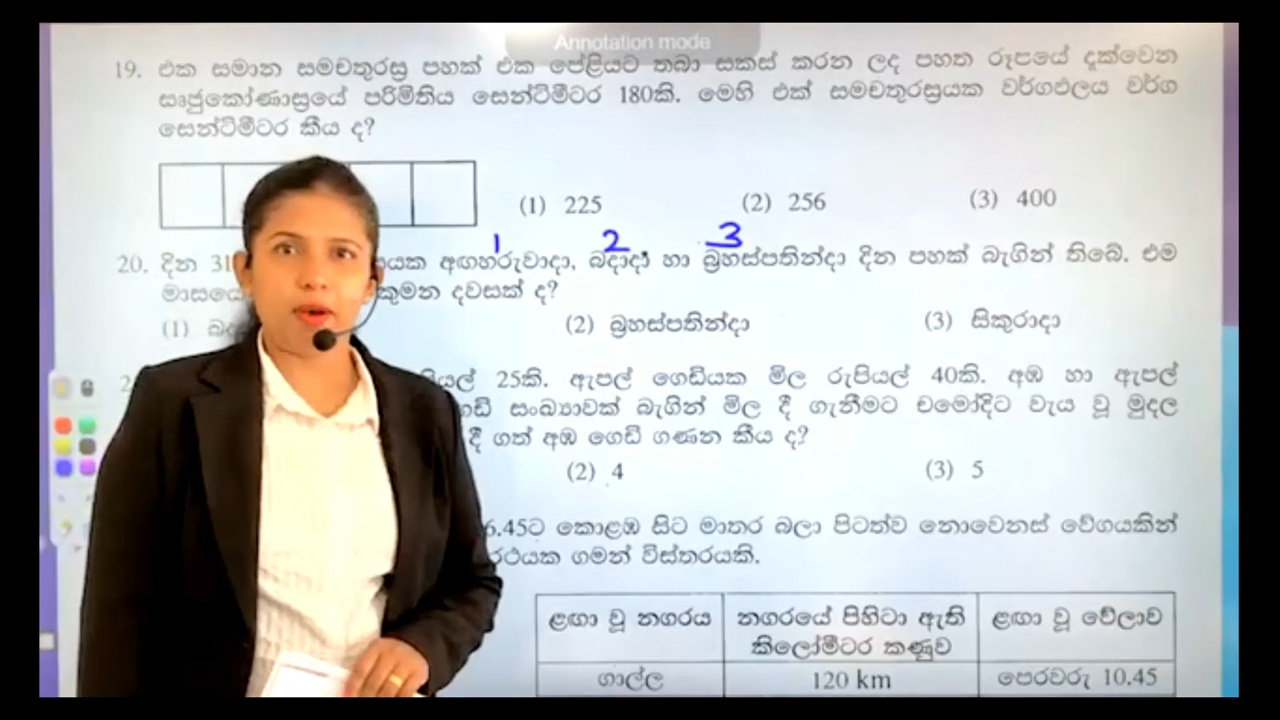 Annotation mode
19. එක සමාන සමචතුරස්‍ර පහක් එක පේළියට තබා සකස් කරන ලද පහත රූපයේ දැක්වෙන
සෘජුකෝණාස්‍රයේ පරිමිතිය සෙන්ටිමීටර 180කි. මෙහි එක් සමචතුරස්‍රයක වර්ගඵලය වර්ග
සෙන්ටිමීටර කීය ද?
(1) 225 (2) 256 (3) 400
1 2 3
20. දින 31 අඟහරුවාදා, බදාදා හා බ්‍රහස්පතින්දා දින පහක් බැගින් තිබේ. එම
කුමන දවසක් ද?
(1) (2) බ්‍රහස්පතින්දා (3) සිකුරාදා
25කි. ඇපල් ගෙඩියක මිල රුපියල් 40කි. අඹ හා ඇපල්
සංඛ්‍යාවක් බැගින් මිල දී ගැනීමට චමෝදිට වැය වූ මුදල
දී ගත් අඹ ගෙඩි ගණන කීය ද?
(2) 4 (3) 5
6.45ට කොළඹ සිට මාතර බලා පිටත්ව නොවෙනස් වේගයකින්
ගමන් විස්තරයකි.
ළඟා වූ නගරය නගරයේ පිහිටා ඇති ළඟා වූ වේලාව
කිලෝමීටර කණුව
ගාල්ල 120 km පෙරවරු 10.45